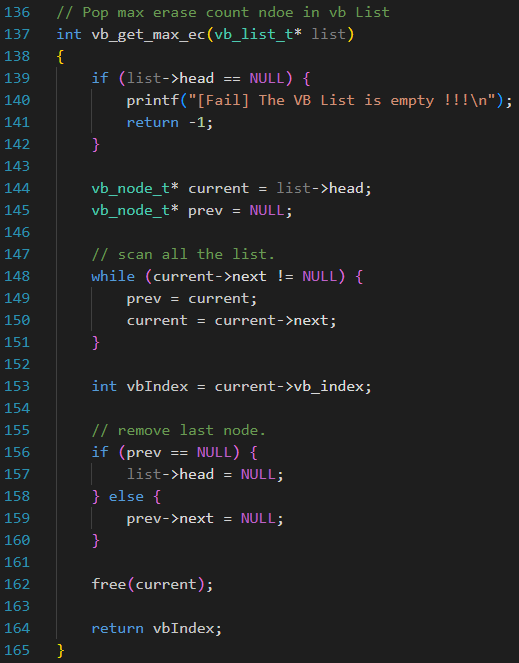 136 // Pop max erase count ndoe in vb List
137 int vb_get_max_ec(vb_list_t* list)
138 {
139     if (list->head == NULL) {
140         printf("[Fail] The VB List is empty !!!\n");
141         return -1;
142     }
143
144     vb_node_t* current = list->head;
145     vb_node_t* prev = NULL;
146
147     // scan all the list.
148     while (current->next != NULL) {
149         prev = current;
150         current = current->next;
151     }
152
153     int vbIndex = current->vb_index;
154
155     // remove last node.
156     if (prev == NULL) {
157         list->head = NULL;
158     } else {
159         prev->next = NULL;
160     }
161
162     free(current);
163
164     return vbIndex;
165 }